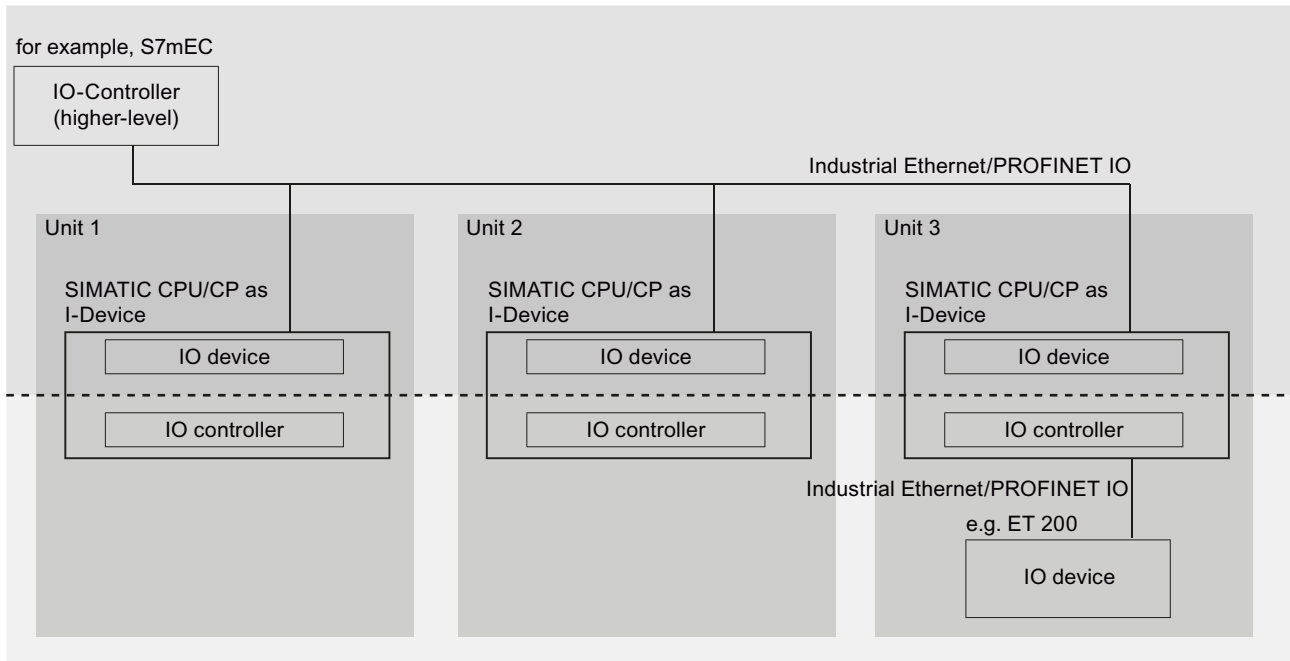 for example, S7mEC
IO-Controller
(higher-level)
Industrial Ethernet/PROFINET IO
Unit 1
SIMATIC CPU/CP as
I-Device
IO device
IO controller
Unit 2
SIMATIC CPU/CP as
I-Device
IO device
IO controller
Unit 3
SIMATIC CPU/CP as
I-Device
IO device
IO controller
Industrial Ethernet/PROFINET IO
e.g. ET 200
IO device